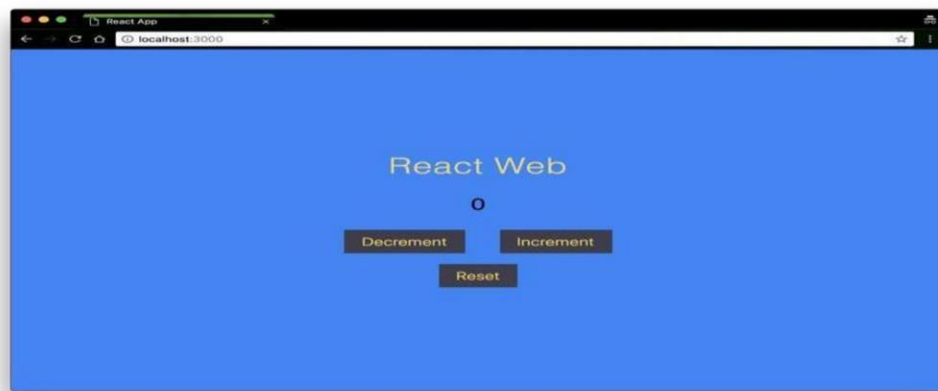 React App
localhost:3000
React Web
0
Decrement Increment
Reset